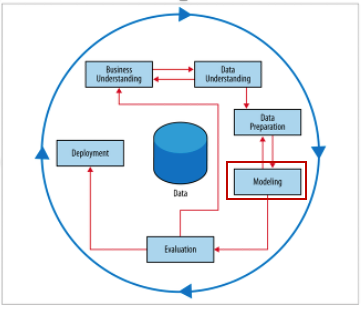 Business
Understanding
Data
Understanding
Data
Preparation
Modeling
Deployment
Data
Evaluation